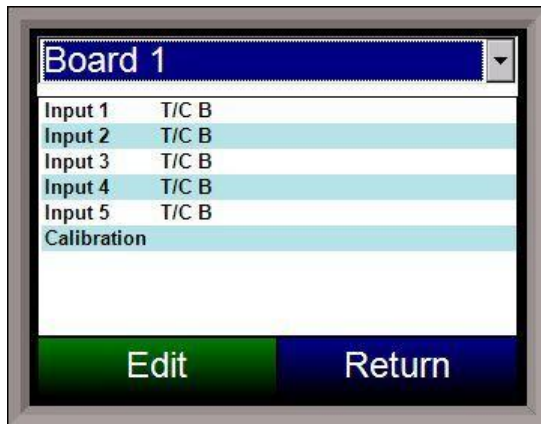 Board 1
Input 1 T/C B
Input 2 T/C B
Input 3 T/C B
Input 4 T/C B
Input 5 T/C B
Calibration
Edit Return